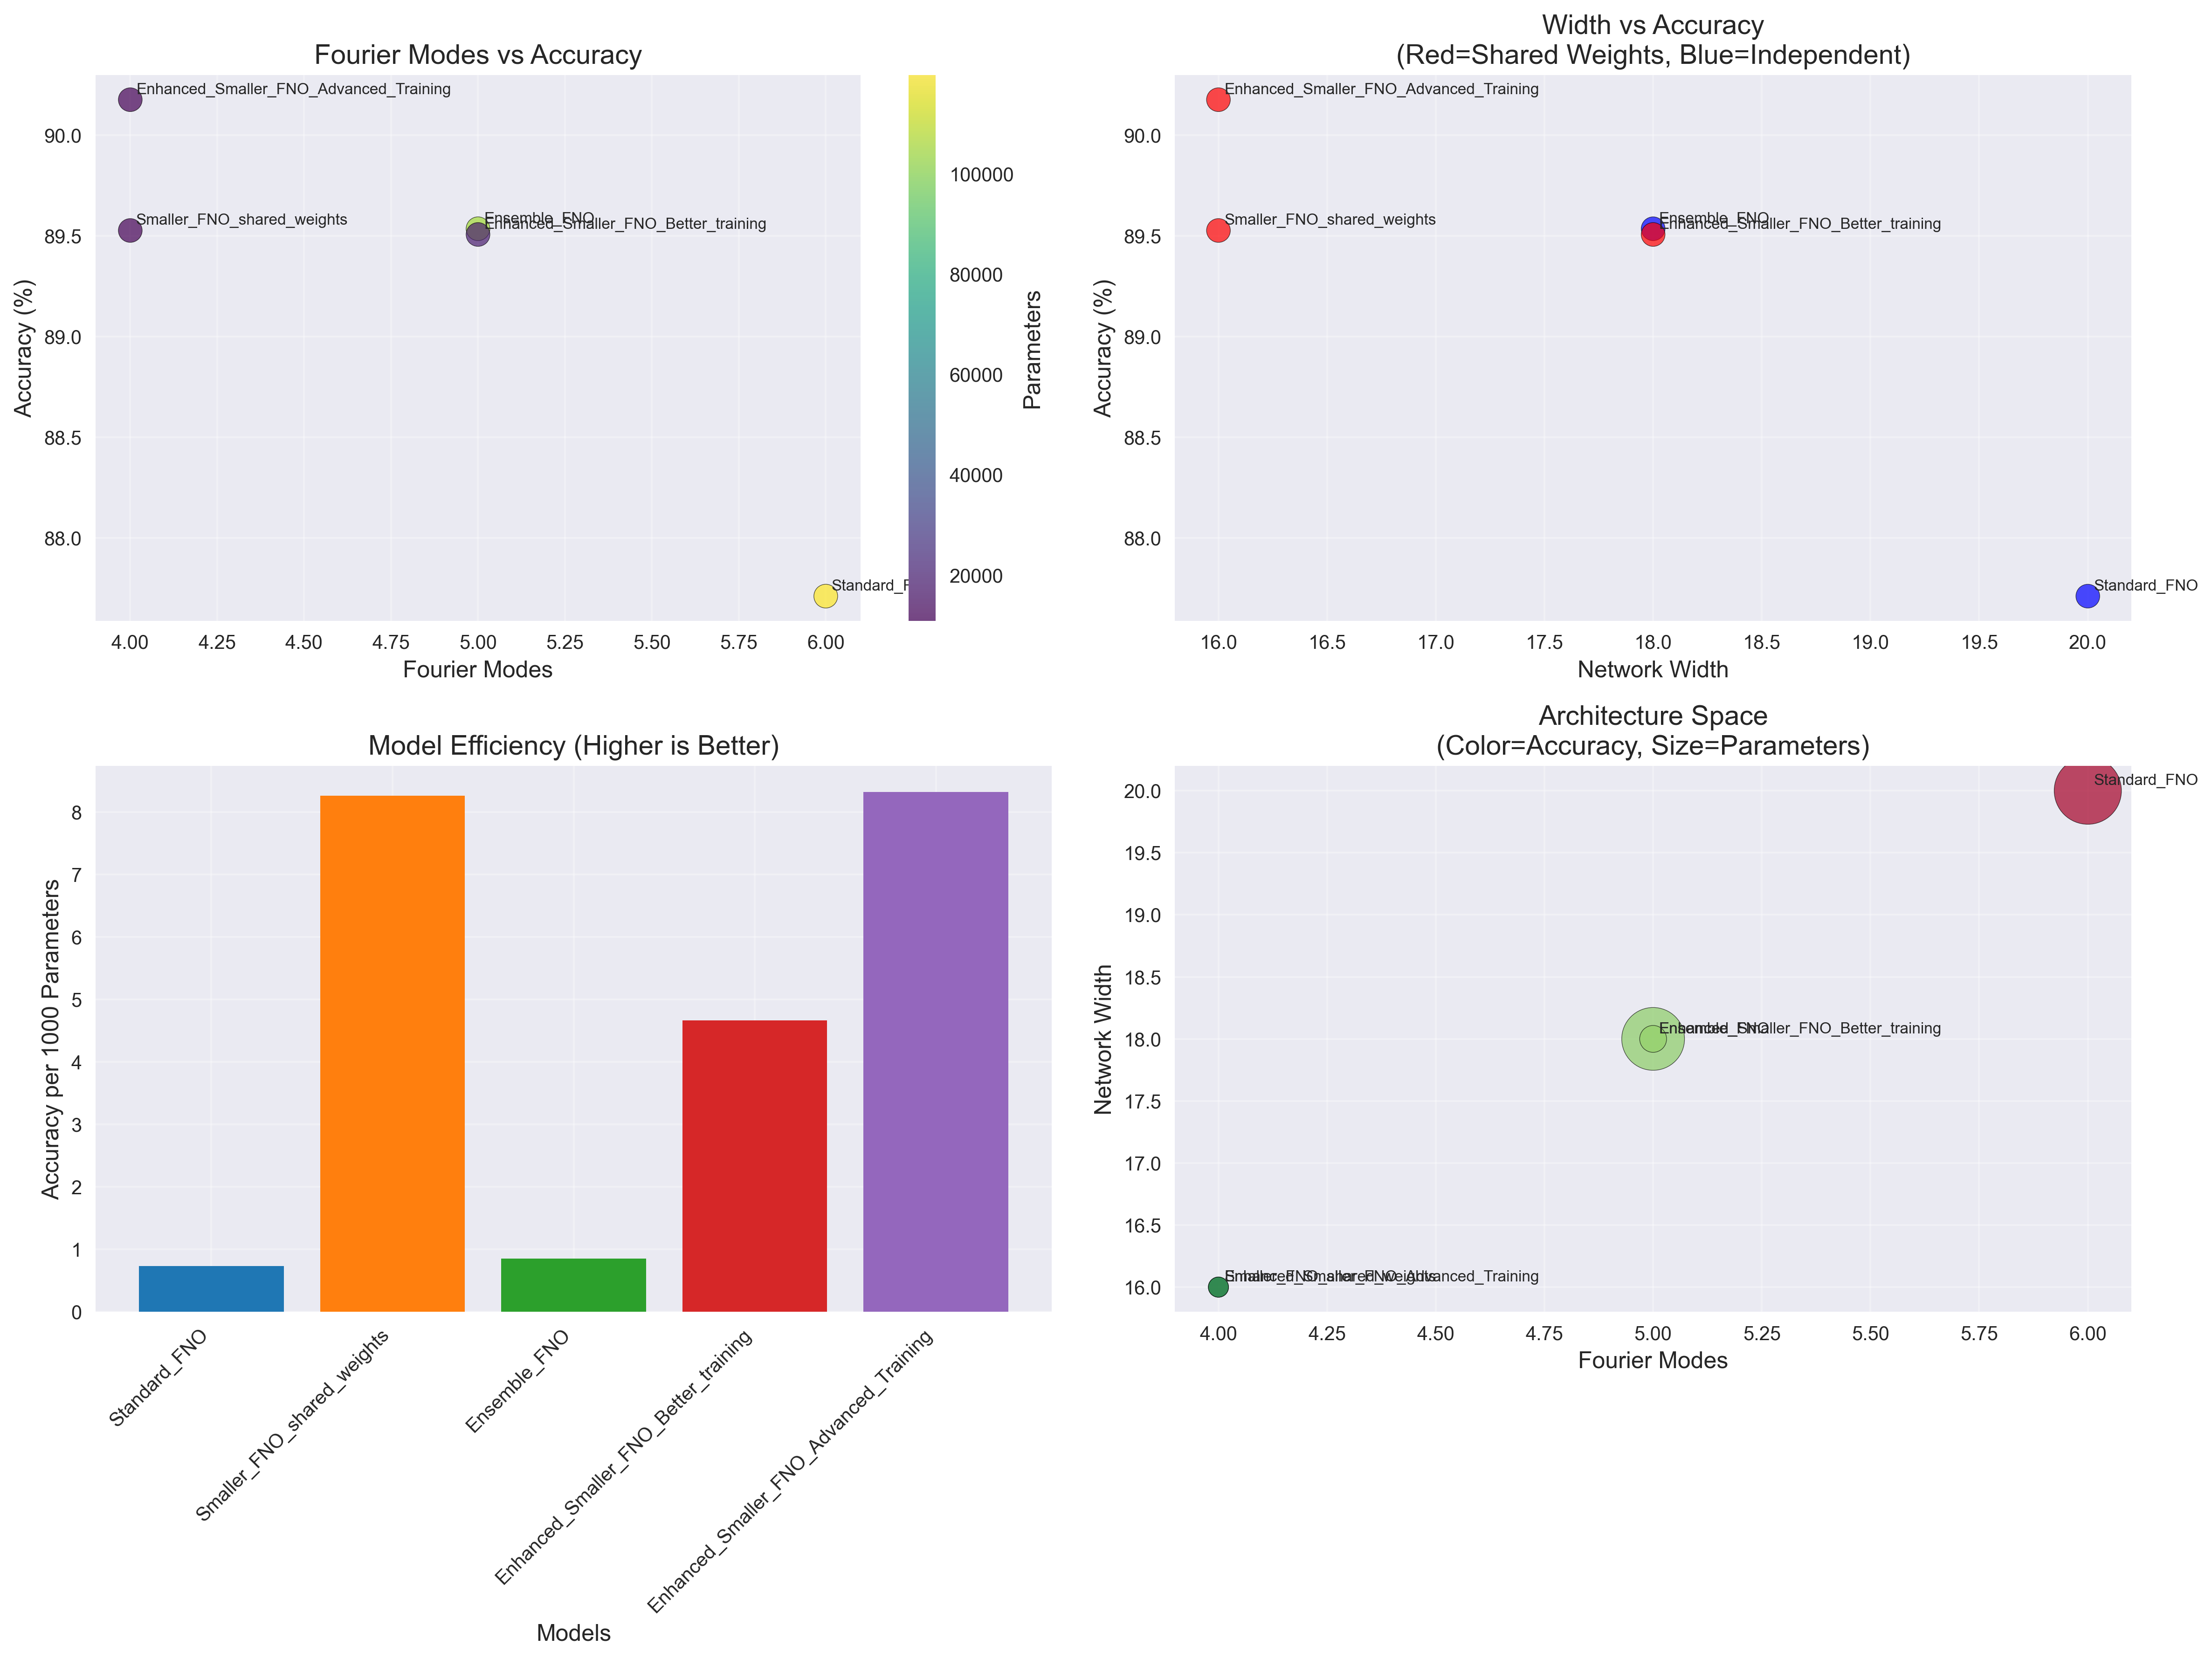 Fourier Modes vs Accuracy
Enhanced_Smaller_FNO_Advanced_Training
Smaller_FNO_shared_weights
Ensemble_FNO
Enhanced_Smaller_FNO_Better_training
Standard_F
90.0
89.5
89.0
88.5
88.0
Accuracy (%)
4.00 4.25 4.50 4.75 5.00 5.25 5.50 5.75 6.00
Fourier Modes
100000
80000
60000
40000
20000
Parameters
Width vs Accuracy
(Red=Shared Weights, Blue=Independent)
Enhanced_Smaller_FNO_Advanced_Training
Smaller_FNO_shared_weights
Ensemble_FNO
Enhanced_Smaller_FNO_Better_training
Standard_FNO
90.0
89.5
89.0
88.5
88.0
Accuracy (%)
16.0 16.5 17.0 17.5 18.0 18.5 19.0 19.5 20.0
Network Width
Model Efficiency (Higher is Better)
8
7
6
5
4
3
2
1
0
Accuracy per 1000 Parameters
Standard_FNO
Smaller_FNO_shared_weights
Ensemble_FNO
Enhanced_Smaller_FNO_Better_training
Enhanced_Smaller_FNO_Advanced_Training
Models
Architecture Space
(Color=Accuracy, Size=Parameters)
Standard_FNO
Ensemble_FNO
Enhanced_Smaller_FNO_Better_training
Smaller_FNO_shared_weights
Enhanced_Smaller_FNO_Advanced_Training
20.0
19.5
19.0
18.5
18.0
17.5
17.0
16.5
16.0
Network Width
4.00 4.25 4.50 4.75 5.00 5.25 5.50 5.75 6.00
Fourier Modes